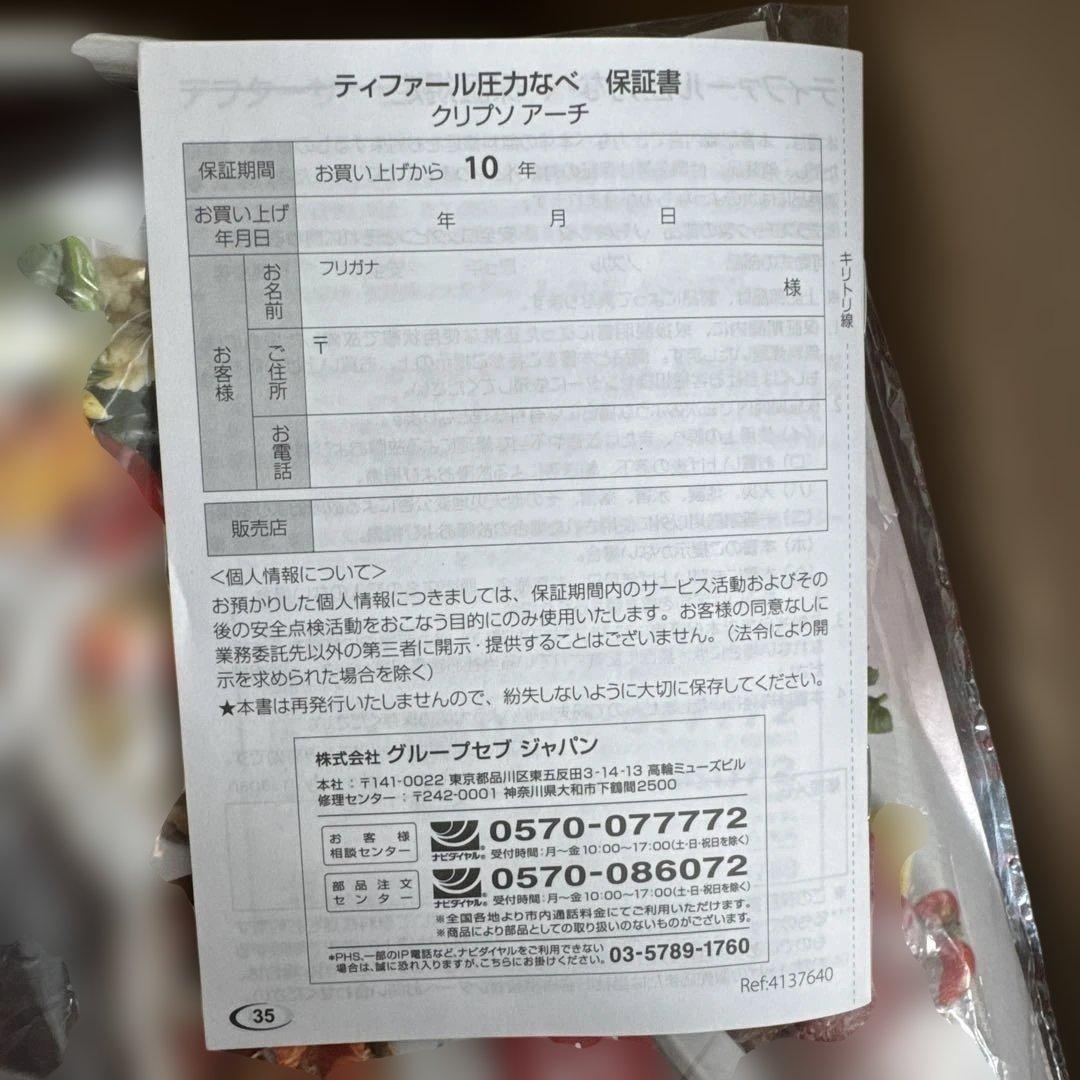 ティファール圧力なべ 保証書
クリプソ アーチ
保証期間 お買い上げから 10 年
お買い上げ
年月日
年 月 日
お客様
お名前
フリガナ
様
ご住所
〒
お電話
販売店
キリトリ線
＜個人情報について＞
お預かりした個人情報につきましては、保証期間内のサービス活動およびその
後の安全点検活動をおこなう目的にのみ使用いたします。お客様の同意なしに
業務委託先以外の第三者に開示・提供することはございません。（法令により開
示を求められた場合を除く）
★本書は再発行いたしませんので、紛失しないように大切に保存してください。
株式会社 グループセブ ジャパン
本社：〒141-0022 東京都品川区東五反田3-14-13 高輪ミューズビル
修理センター：〒242-0001 神奈川県大和市下鶴間2500
お客様
相談センター
ナビダイヤル®
0570-077772
受付時間：月～金10:00～17:00（土・日・祝日を除く）
部品注文
センター
ナビダイヤル®
0570-086072
受付時間：月～金10:00～17:00（土・日・祝日を除く）
※全国各地より市内通話料金にてご利用いただけます。
※商品により部品としての取り扱いのないものがございます。
*PHS、一部のIP電話など、ナビダイヤルをご利用できない
場合は、誠に恐れ入りますが、こちらにお掛けください。
03-5789-1760
Ref:4137640
35